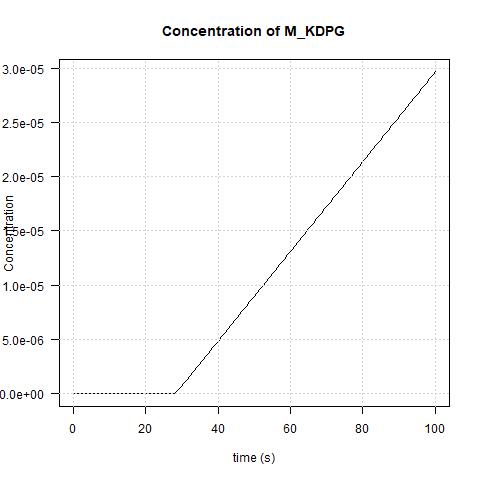 Concentration of M_KDPG
3.0e-05
2.5e-05
2.0e-05
1.5e-05
1.0e-05
5.0e-06
0.0e+00
Concentration
0 20 40 60 80 100
time (s)